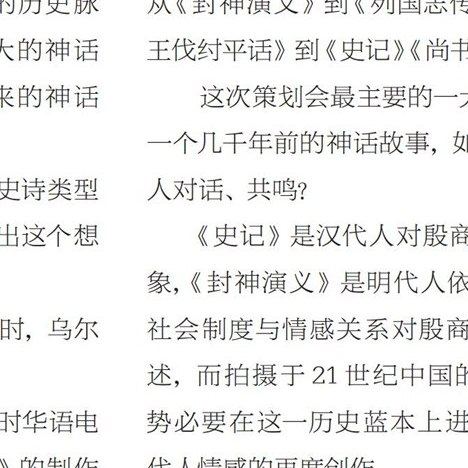 的历史脉
大的神话
来的神话
史诗类型
出这个想
时，乌尔
时华语电
》的制作
从《封神演义》到《列国志传
王伐纣平话》到《史记》《尚书
这次策划会最主要的一大
一个几千年前的神话故事，如
人对话、共鸣？
《史记》是汉代人对殷商
象，《封神演义》是明代人依
社会制度与情感关系对殷商
述，而拍摄于 21 世纪中国的
势必要在这一历史蓝本上进
代人情感的再度创作